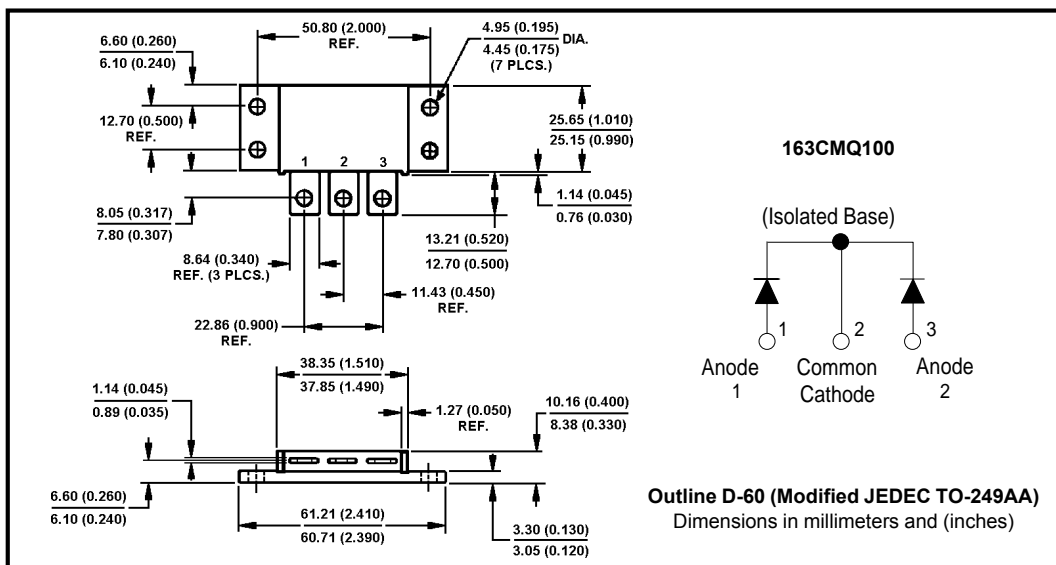 50.80 (2.000)
REF.
4.95 (0.195)
4.45 (0.175)
DIA.
(7 PLCS.)
6.60 (0.260)
6.10 (0.240)
12.70 (0.500)
REF.
25.65 (1.010)
25.15 (0.990)
1 2 3
1.14 (0.045)
0.76 (0.030)
8.05 (0.317)
7.80 (0.307)
13.21 (0.520)
12.70 (0.500)
8.64 (0.340)
REF. (3 PLCS.)
11.43 (0.450)
REF.
22.86 (0.900)
REF.
38.35 (1.510)
37.85 (1.490)
1.14 (0.045)
0.89 (0.035)
1.27 (0.050)
REF.
10.16 (0.400)
8.38 (0.330)
6.60 (0.260)
6.10 (0.240)
61.21 (2.410)
60.71 (2.390)
3.30 (0.130)
3.05 (0.120)
163CMQ100
(Isolated Base)
1 2 3
Anode Common Anode
1 Cathode 2
Outline D-60 (Modified JEDEC TO-249AA)
Dimensions in millimeters and (inches)